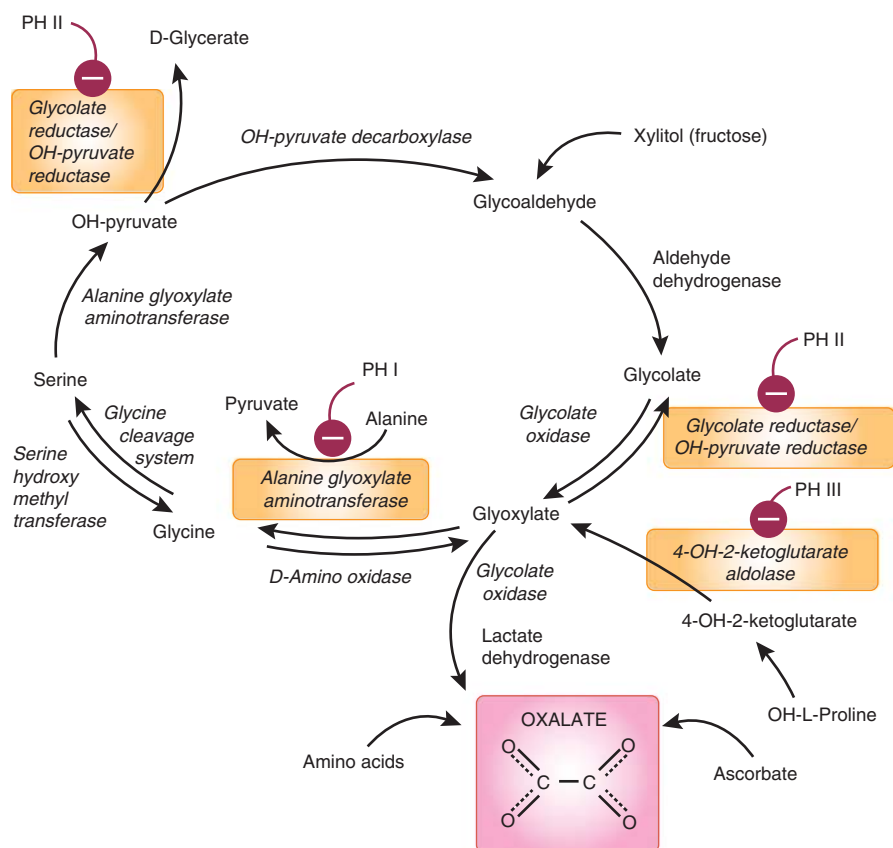 PH II
D-Glycerate
Glycolate
reductase/
OH-pyruvate
reductase
OH-pyruvate decarboxylase
Xylitol (fructose)
Glycoaldehyde
OH-pyruvate
Aldehyde
dehydrogenase
Alanine glyoxylate
aminotransferase
PH II
Serine
PH I
Glycolate
Pyruvate
Alanine
Glycine
cleavage
system
Glycolate
oxidase
Glycolate reductase/
OH-pyruvate reductase
Serine
hydroxy
methyl
transferase
Alanine glyoxylate
aminotransferase
PH III
Glycine
Glyoxylate
4-OH-2-ketoglutarate
aldolase
D-Amino oxidase
Glycolate
oxidase
4-OH-2-ketoglutarate
Lactate
dehydrogenase
OH-L-Proline
OXALATE
Amino acids
Ascorbate
O O
C C
O O